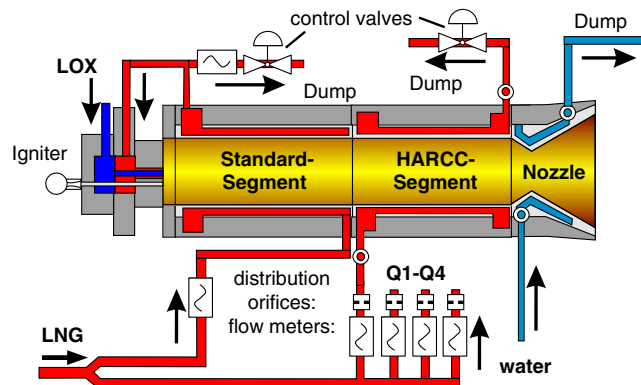 control valves
Dump
LOX
Dump
Dump
Igniter
Standard-
Segment
HARCC-
Segment
Nozzle
distribution
orifices:
flow meters:
Q1-Q4
LNG
water